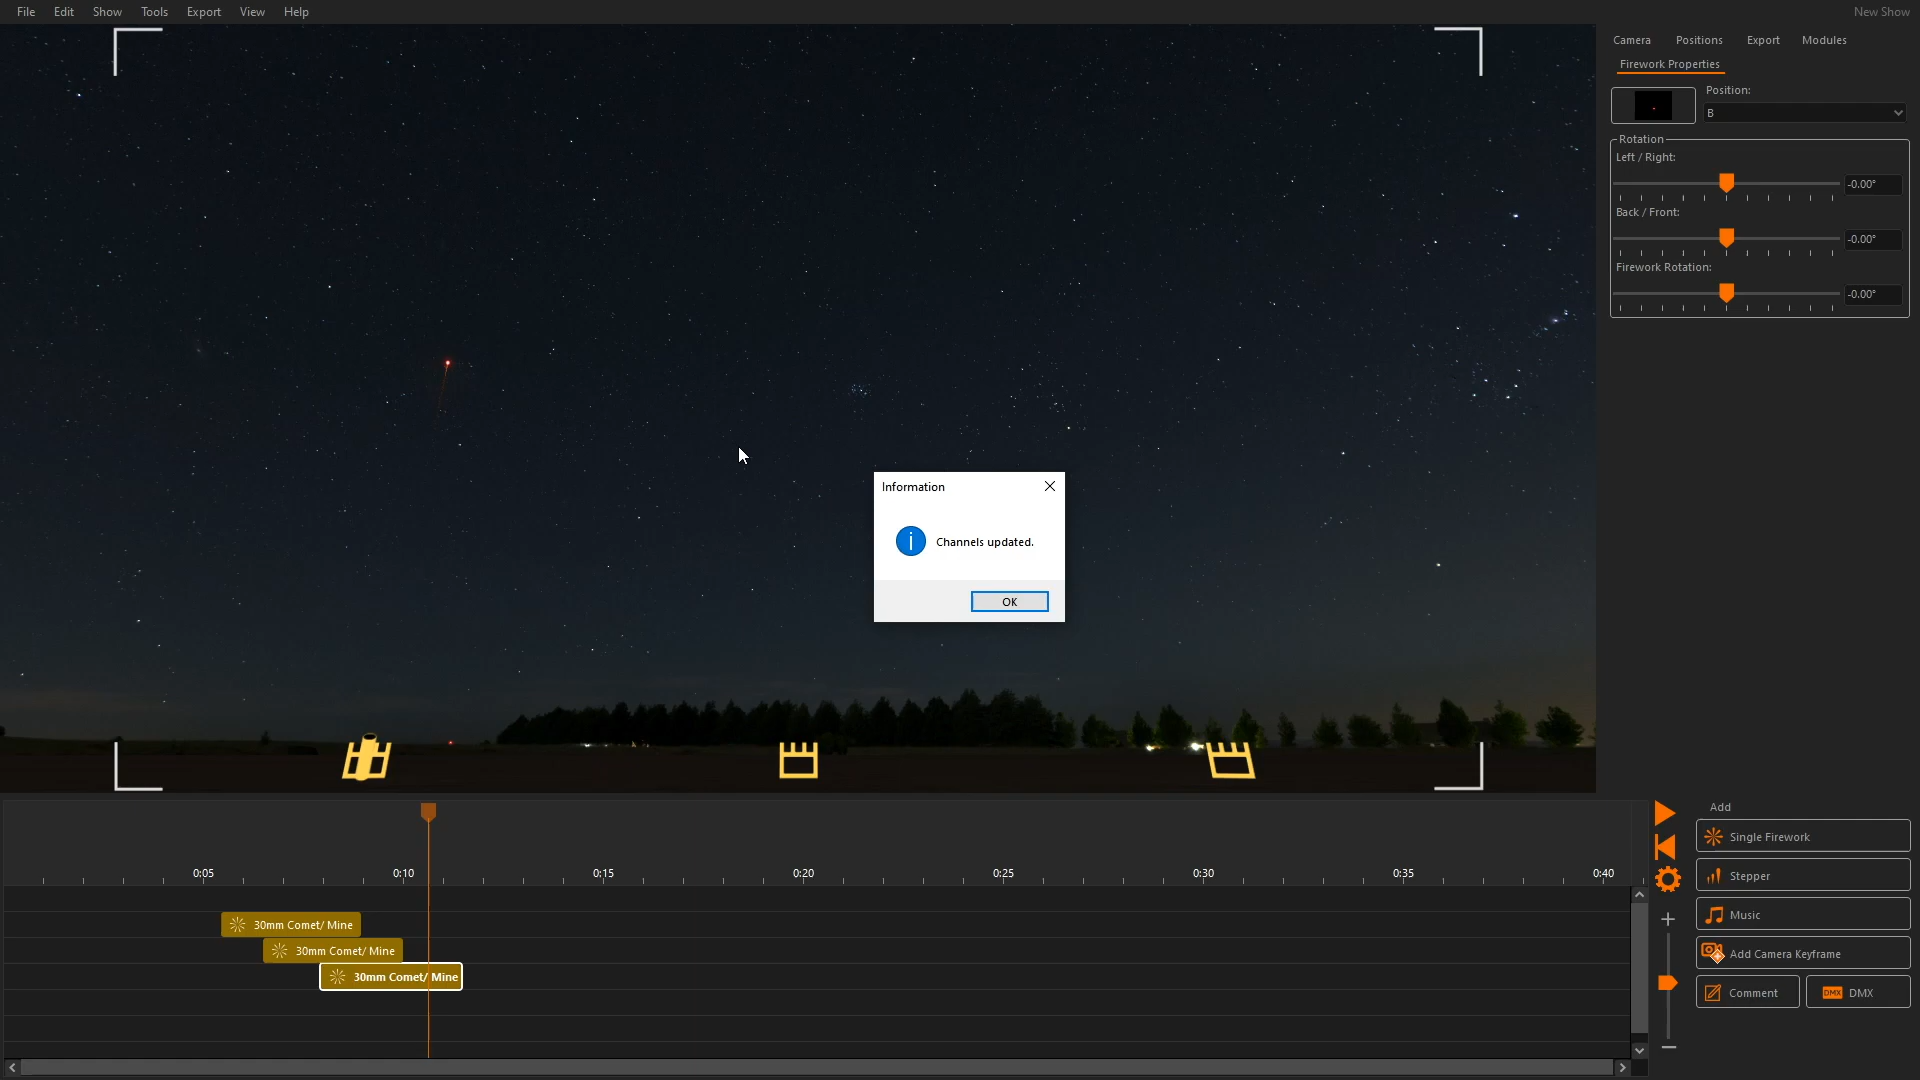 File Edit Show Tools Export View Help New Show
Camera Positions Export Modules
Firework Properties
Position:
B
Rotation
Left / Right:
-0.00°
Back / Front:
-0.00°
Firework Rotation:
-0.00°
Information
Channels updated.
OK
Add
Single Firework
0:05 0:10 0:15 0:20 0:25 0:30 0:35 0:40
Stepper
30mm Comet/ Mine
Music
30mm Comet/ Mine
Add Camera Keyframe
30mm Comet/ Mine
Comment
DMX DMX